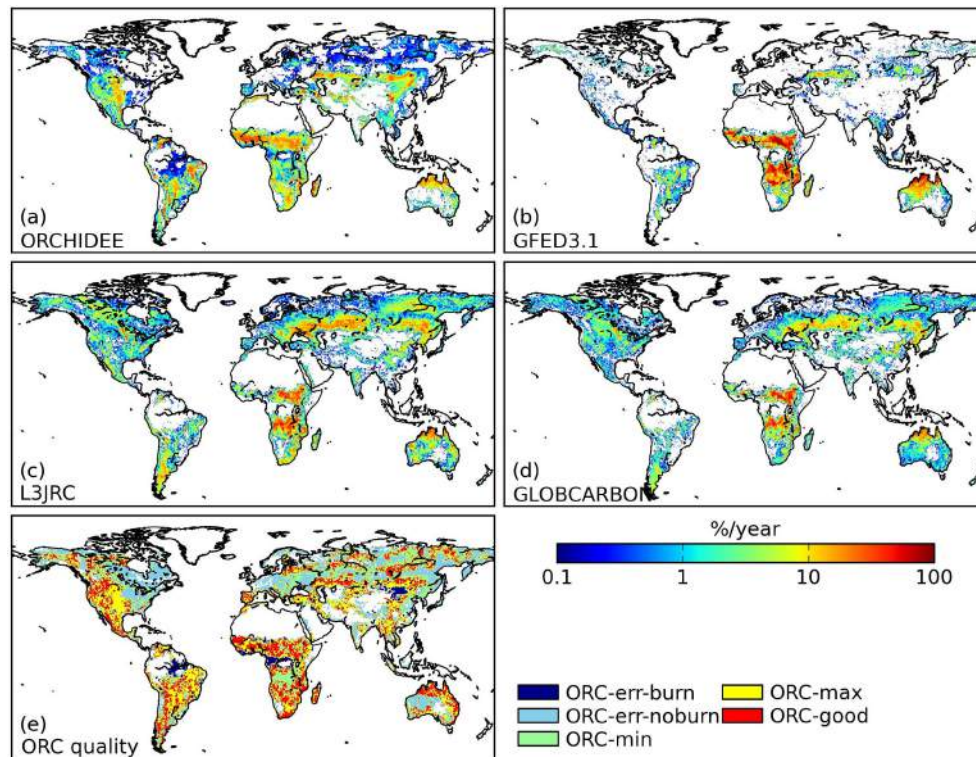 (a)
ORCHIDEE
(b)
GFED3.1
(c)
L3JRC
(d)
GLOBCARBON
(e)
ORC quality
%/year
0.1 1 10 100
ORC-err-burn ORC-max
ORC-err-noburn ORC-good
ORC-min